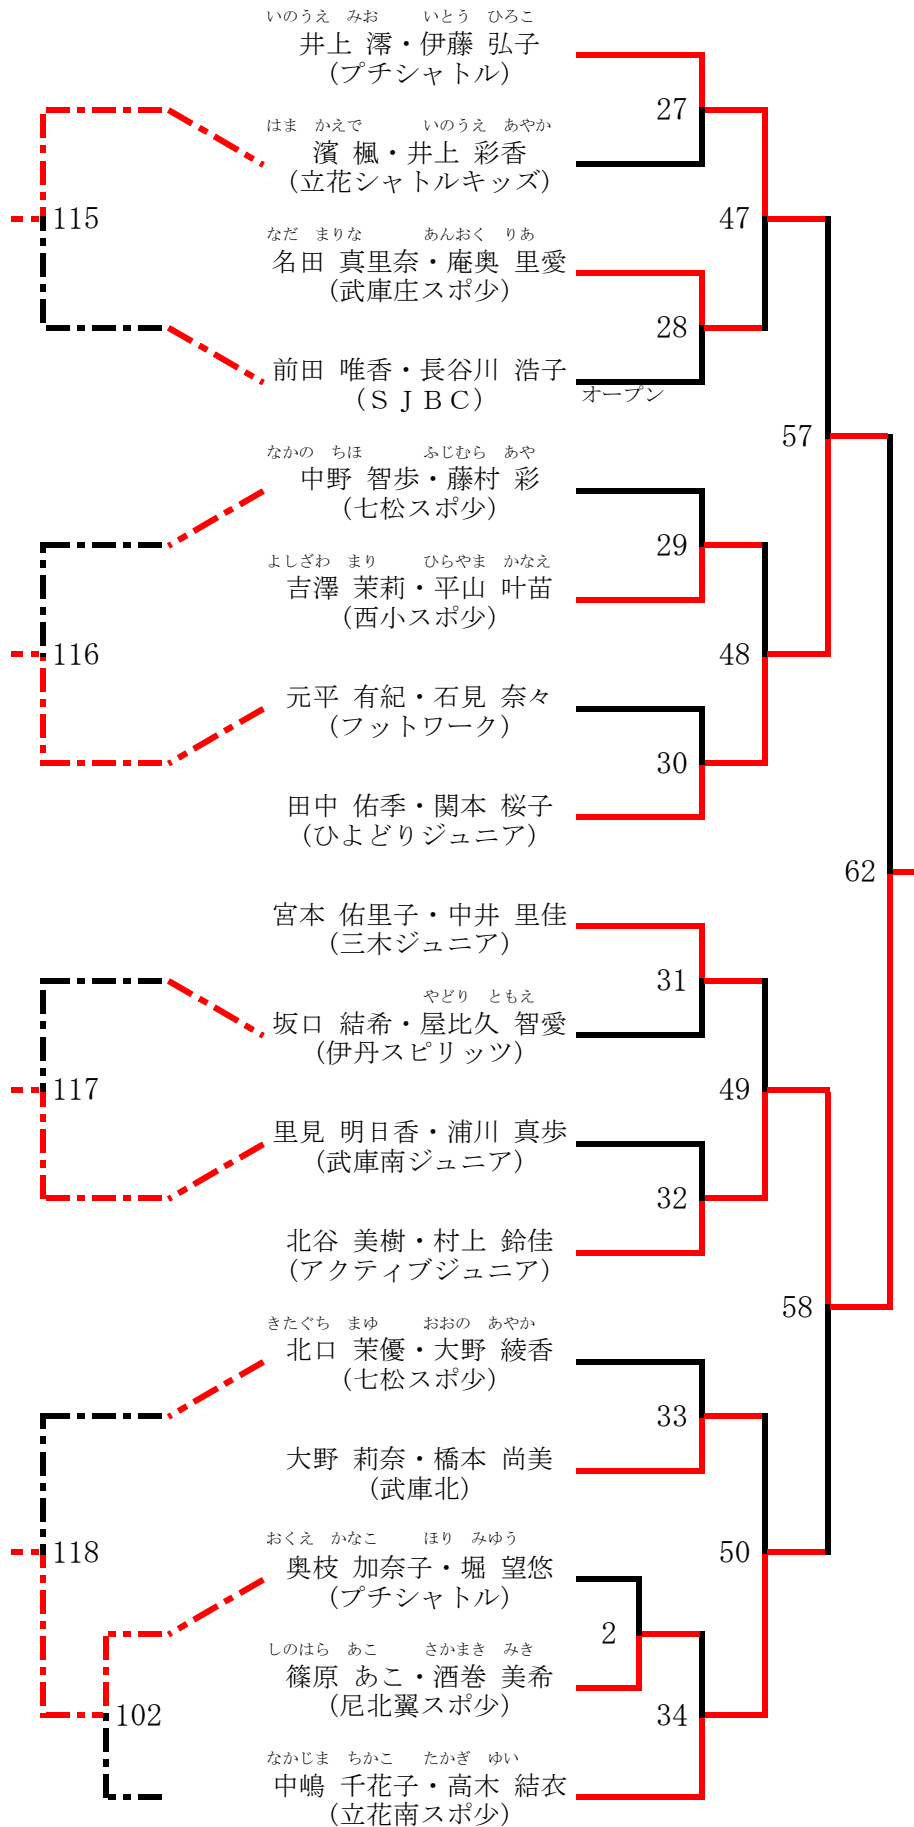 いのうえ　みお　いとう　ひろこ
井上 澪・伊藤 弘子
（プチシャトル）
27
はま　かえで　いのうえ　あやか
濱 楓・井上 彩香
（立花シャトルキッズ）
115
47
なだ　まりな　あんおく　りあ
名田 真里奈・庵奥 里愛
（武庫庄スポ少）
28
前田 唯香・長谷川 浩子
（ＳＪＢＣ）
オープン
57
なかの　ちほ　ふじむら　あや
中野 智歩・藤村 彩
（七松スポ少）
29
よしざわ　まり　ひらやま　かなえ
吉澤 茉莉・平山 叶苗
（西小スポ少）
116
48
元平 有紀・石見 奈々
（フットワーク）
30
田中 佑季・関本 桜子
（ひよどりジュニア）
62
宮本 佑里子・中井 里佳
（三木ジュニア）
31
やどり　ともえ
坂口 結希・屋比久 智愛
（伊丹スピリッツ）
117
49
里見 明日香・浦川 真歩
（武庫南ジュニア）
32
北谷 美樹・村上 鈴佳
（アクティブジュニア）
58
きたぐち　まゆ　おおの　あやか
北口 茉優・大野 綾香
（七松スポ少）
33
大野 莉奈・橋本 尚美
（武庫北）
118
50
おくえ　かなこ　ほり　みゆう
奥枝 加奈子・堀 望悠
（プチシャトル）
2
しのはら　あこ　さかまき　みき
篠原 あこ・酒巻 美希
（尼北翼スポ少）
102
34
なかじま　ちかこ　たかぎ　ゆい
中嶋 千花子・高木 結衣
（立花南スポ少）